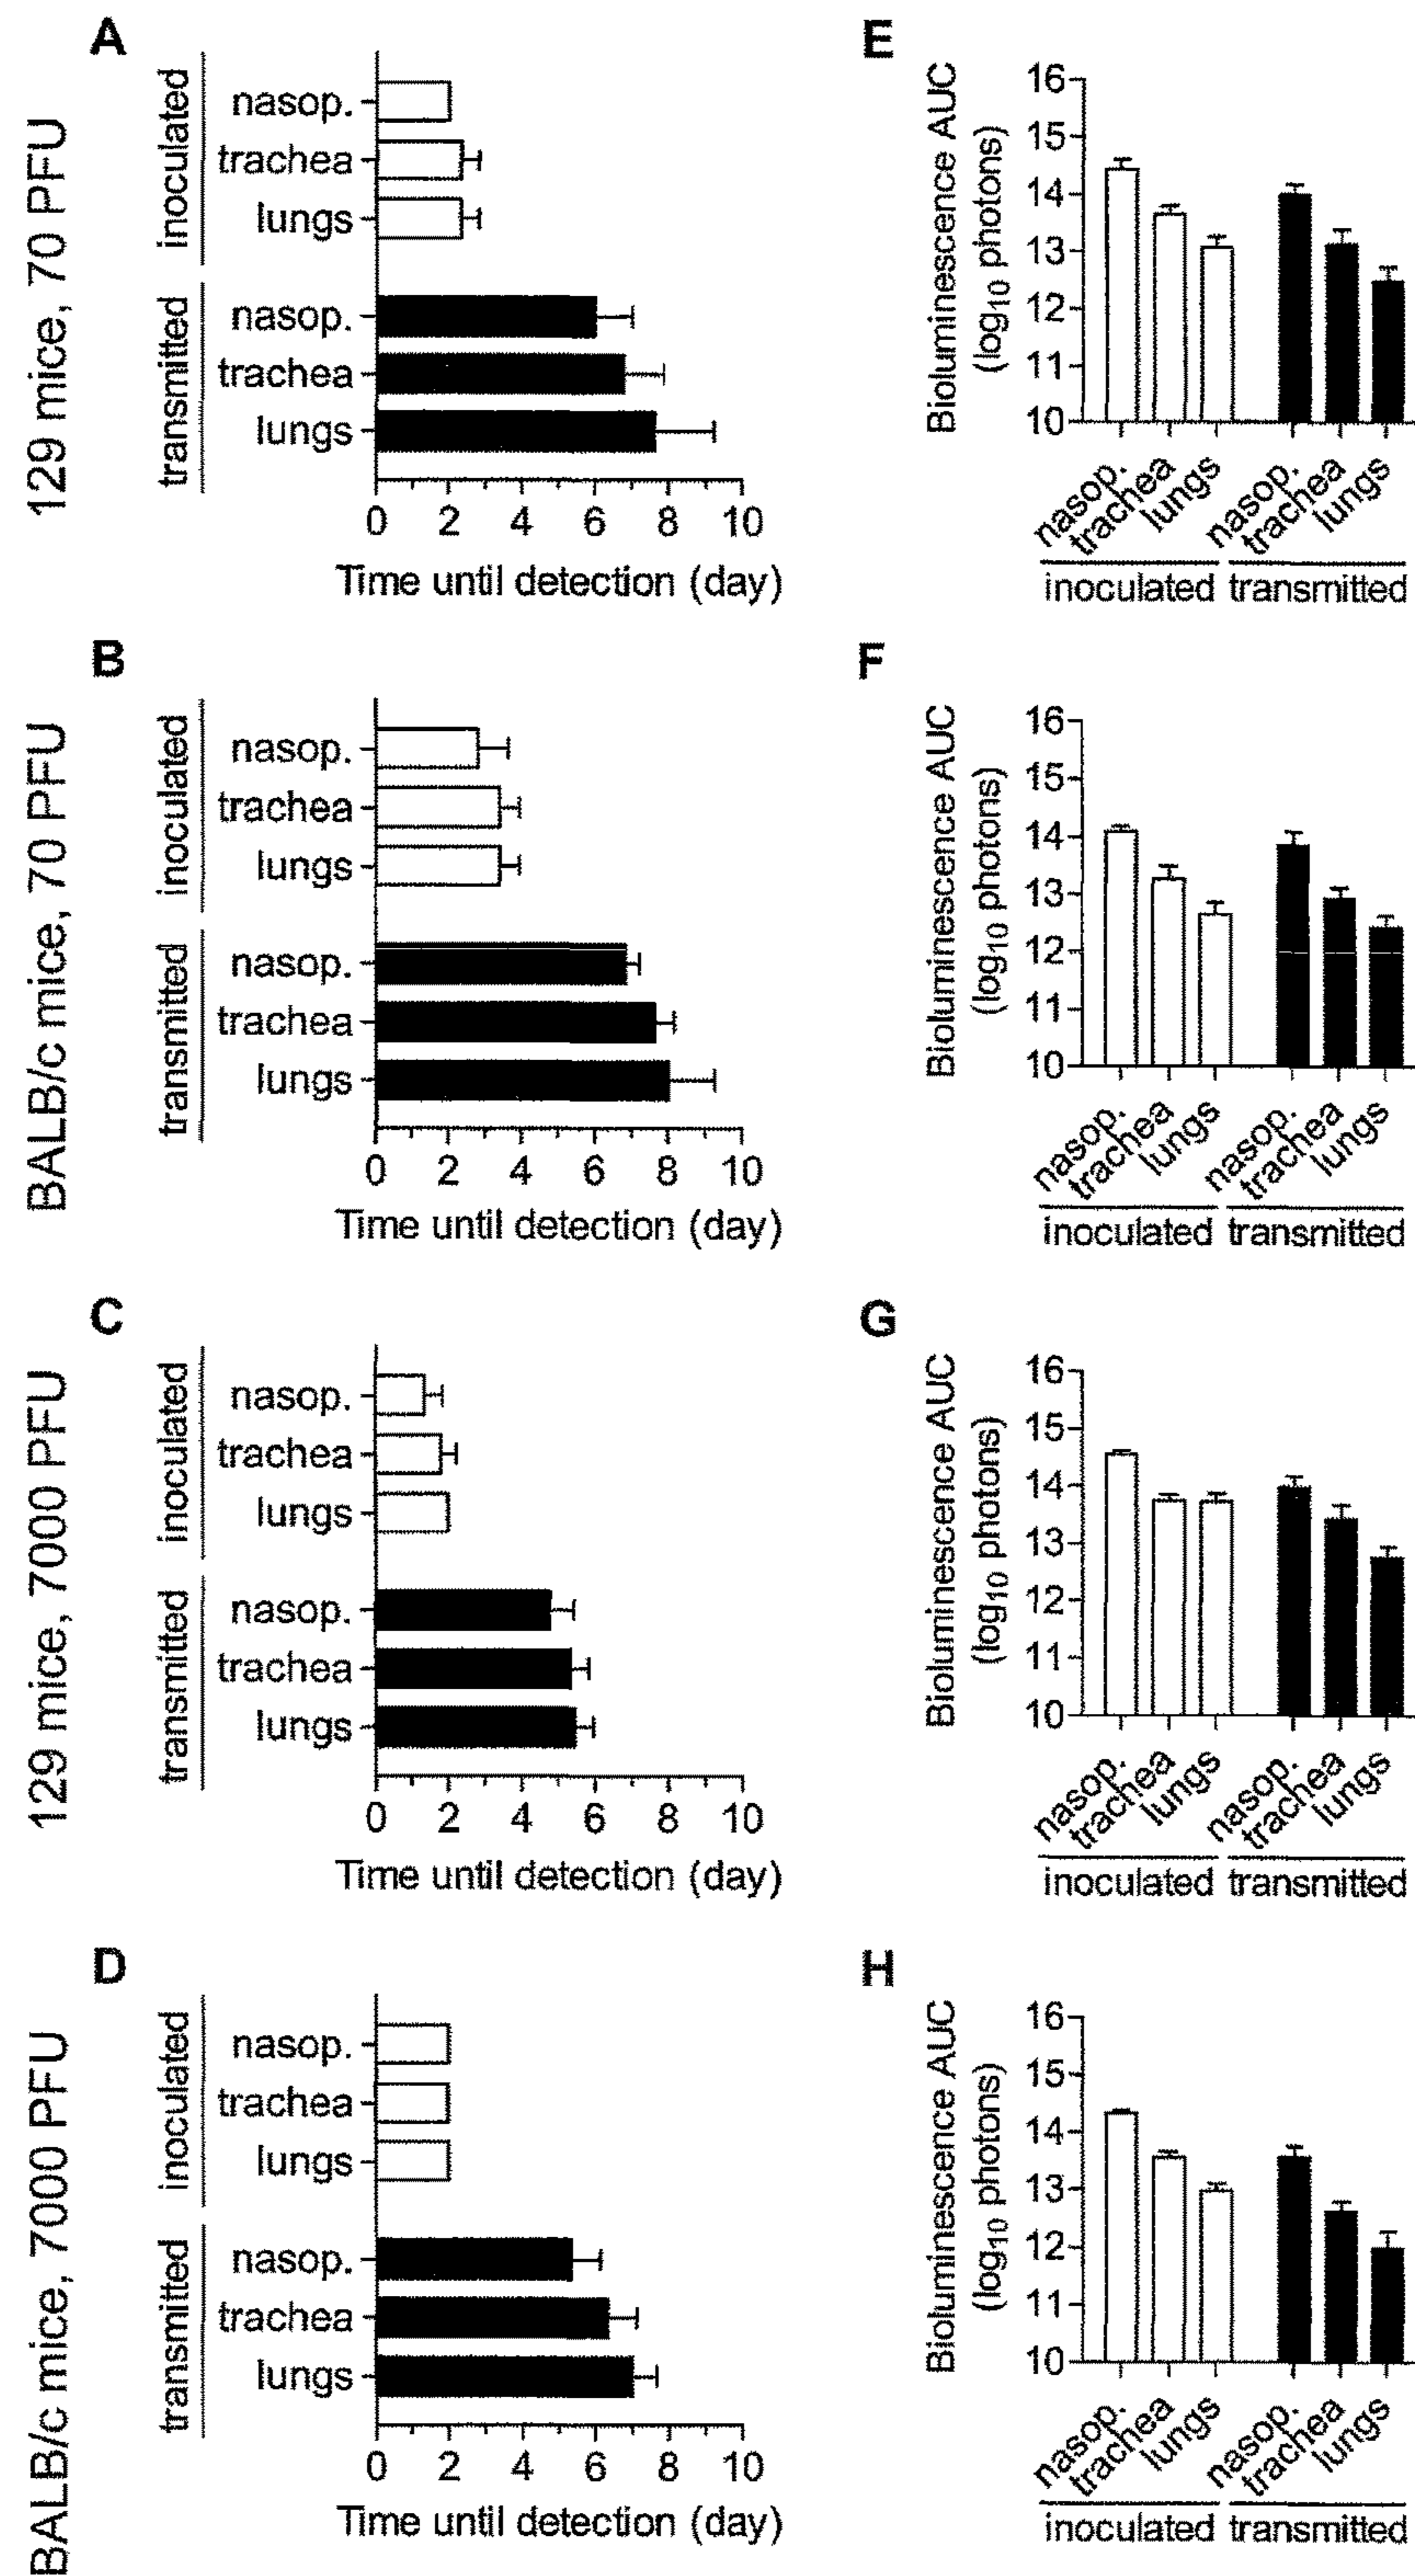 129 mice, 70 PFU
A
inoculated
nasop.
trachea
lungs
transmitted
nasop.
trachea
lungs
0 2 4 6 8 10
Time until detection (day)
E
Bioluminescence AUC
(log10 photons)
16
15
14
13
12
11
10
nasop. trachea lungs nasop. trachea lungs
inoculated transmitted
BALB/c mice, 70 PFU
B
inoculated
nasop.
trachea
lungs
transmitted
nasop.
trachea
lungs
0 2 4 6 8 10
Time until detection (day)
F
Bioluminescence AUC
(log10 photons)
16
15
14
13
12
11
10
nasop. trachea lungs nasop. trachea lungs
inoculated transmitted
129 mice, 7000 PFU
C
inoculated
nasop.
trachea
lungs
transmitted
nasop.
trachea
lungs
0 2 4 6 8 10
Time until detection (day)
G
Bioluminescence AUC
(log10 photons)
16
15
14
13
12
11
10
nasop. trachea lungs nasop. trachea lungs
inoculated transmitted
BALB/c mice, 7000 PFU
D
inoculated
nasop.
trachea
lungs
transmitted
nasop.
trachea
lungs
0 2 4 6 8 10
Time until detection (day)
H
Bioluminescence AUC
(log10 photons)
16
15
14
13
12
11
10
nasop. trachea lungs nasop. trachea lungs
inoculated transmitted